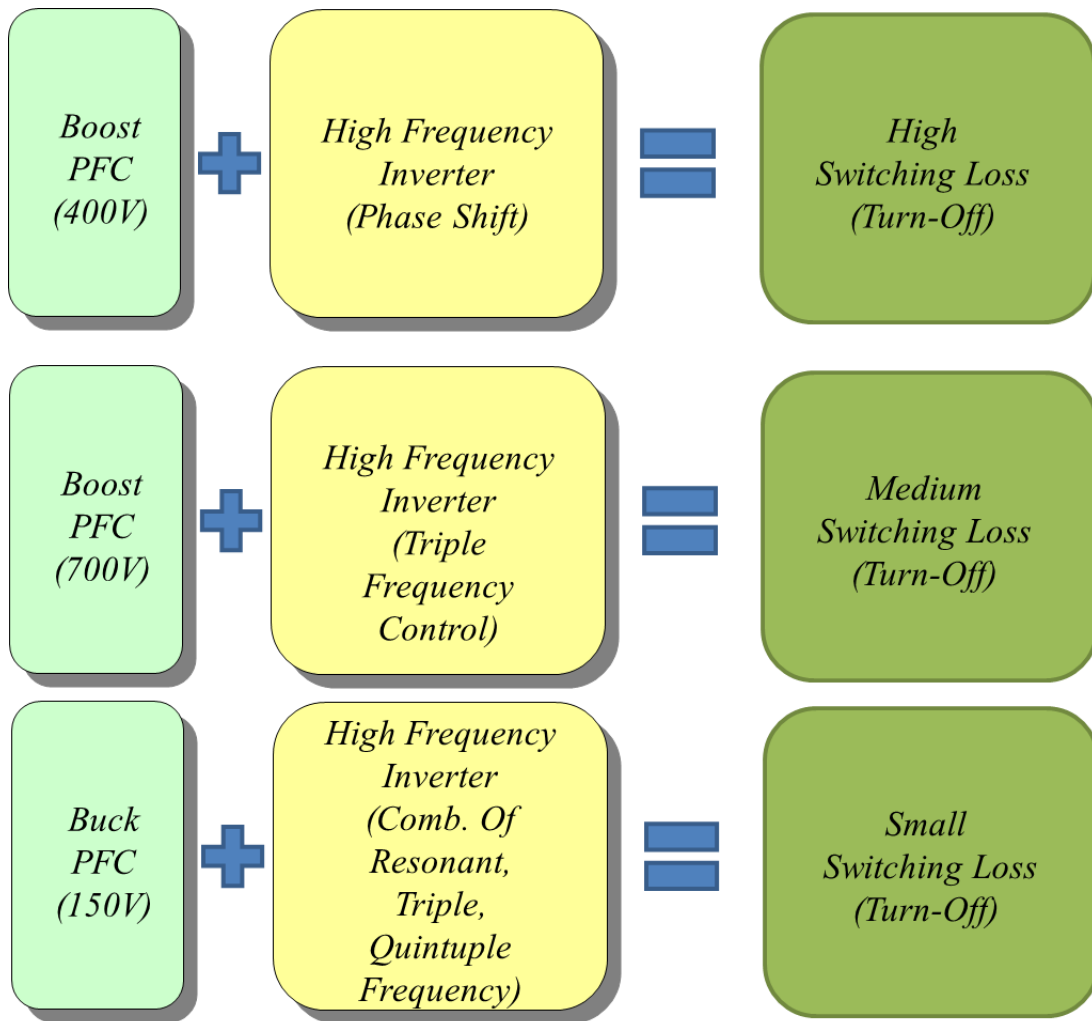 Boost
PFC
(400V)
High Frequency
Inverter
(Phase Shift)
High
Switching Loss
(Turn-Off)
Boost
PFC
(700V)
High Frequency
Inverter
(Triple
Frequency
Control)
Medium
Switching Loss
(Turn-Off)
Buck
PFC
(150V)
High Frequency
Inverter
(Comb. Of
Resonant,
Triple,
Quintuple
Frequency)
Small
Switching Loss
(Turn-Off)